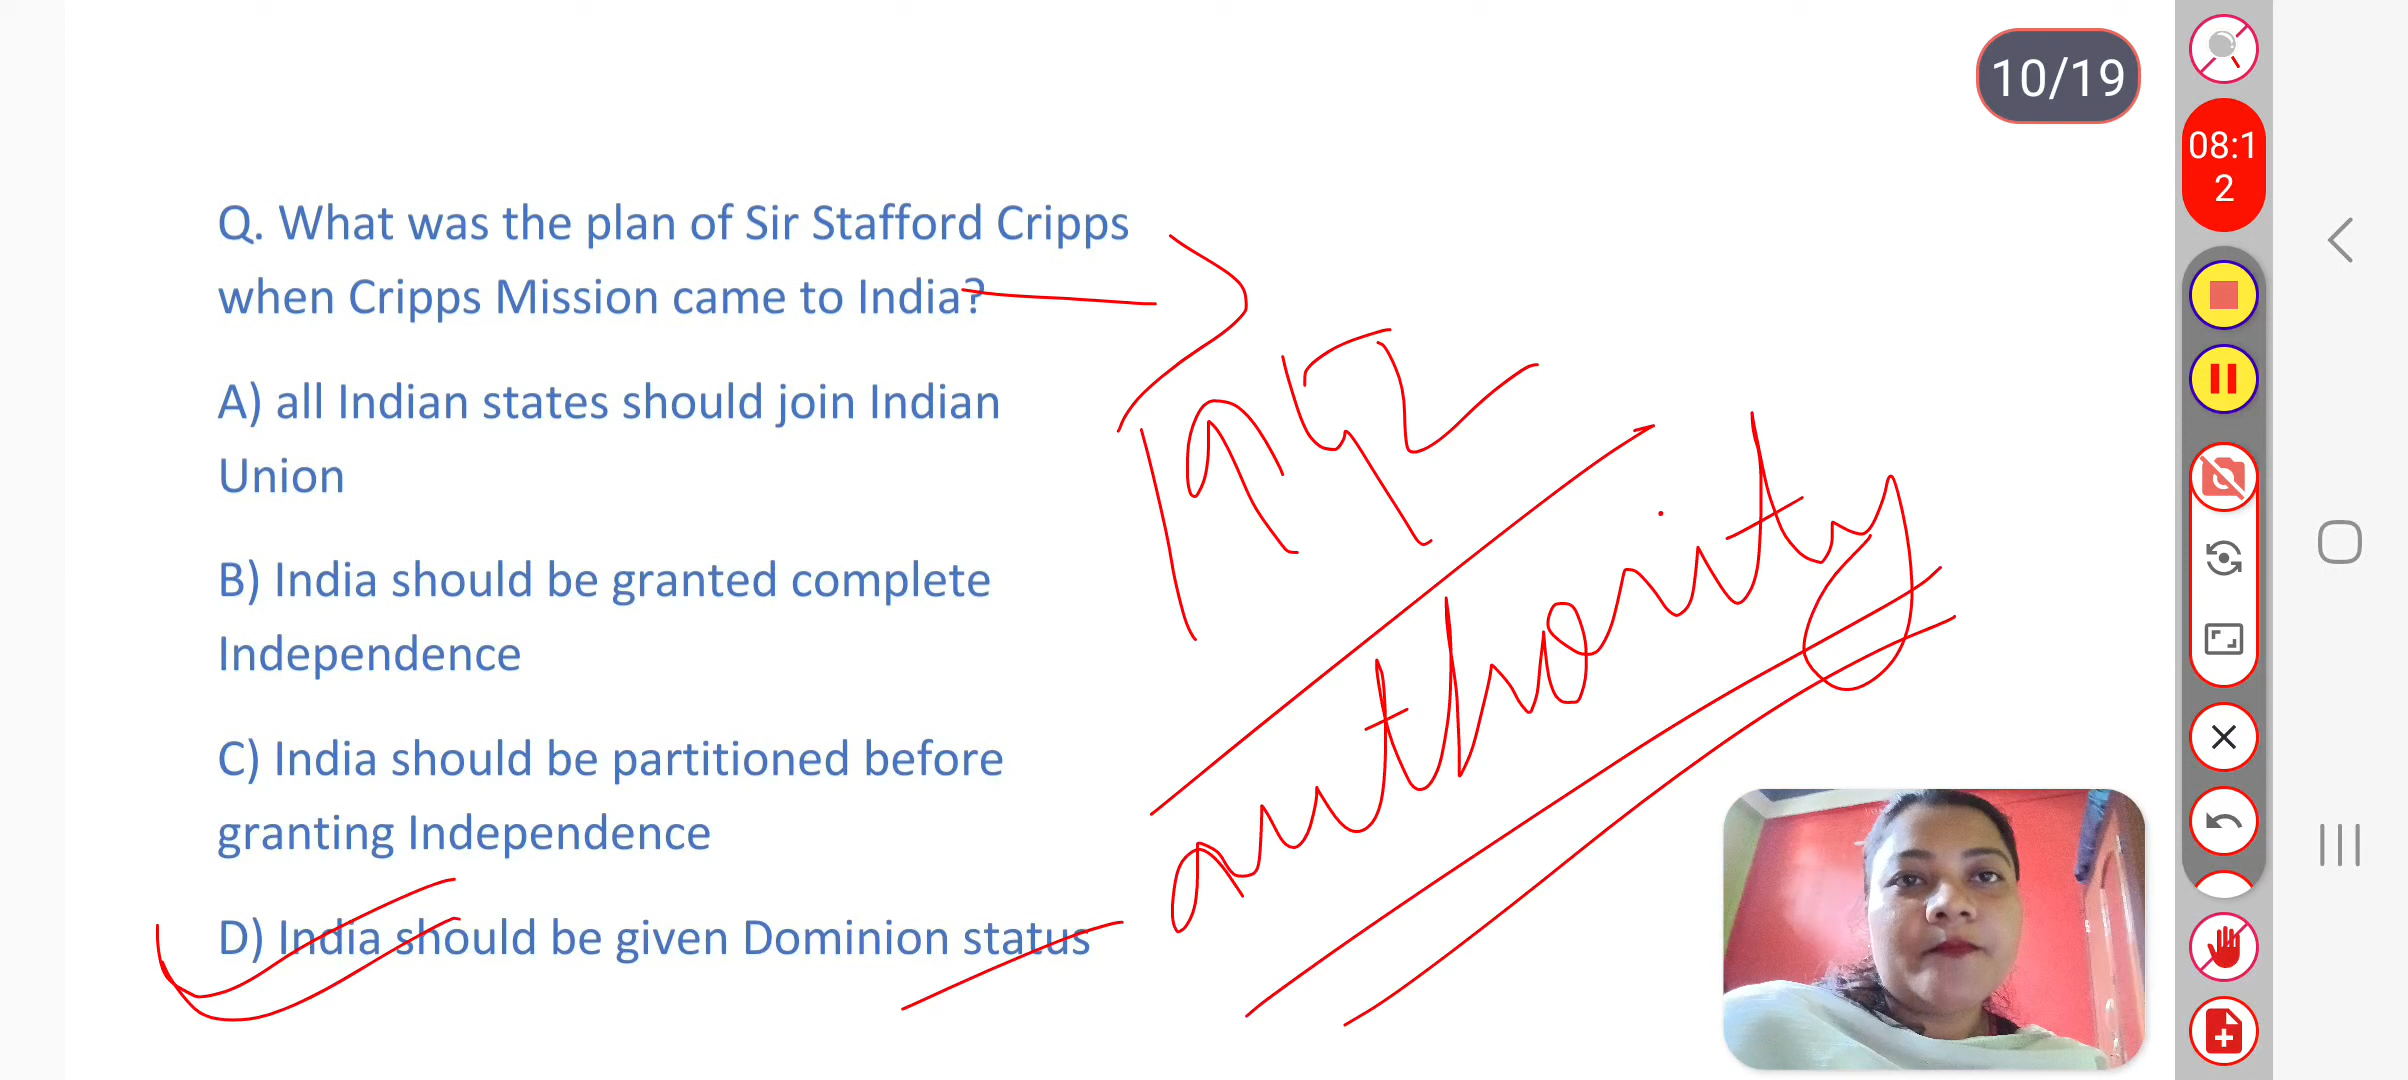 10/19
08:1
2
Q. What was the plan of Sir Stafford Cripps
when Cripps Mission came to India?
1942
A) all Indian states should join Indian
Union
B) India should be granted complete
Independence
authority
C) India should be partitioned before
granting Independence
D) India should be given Dominion status